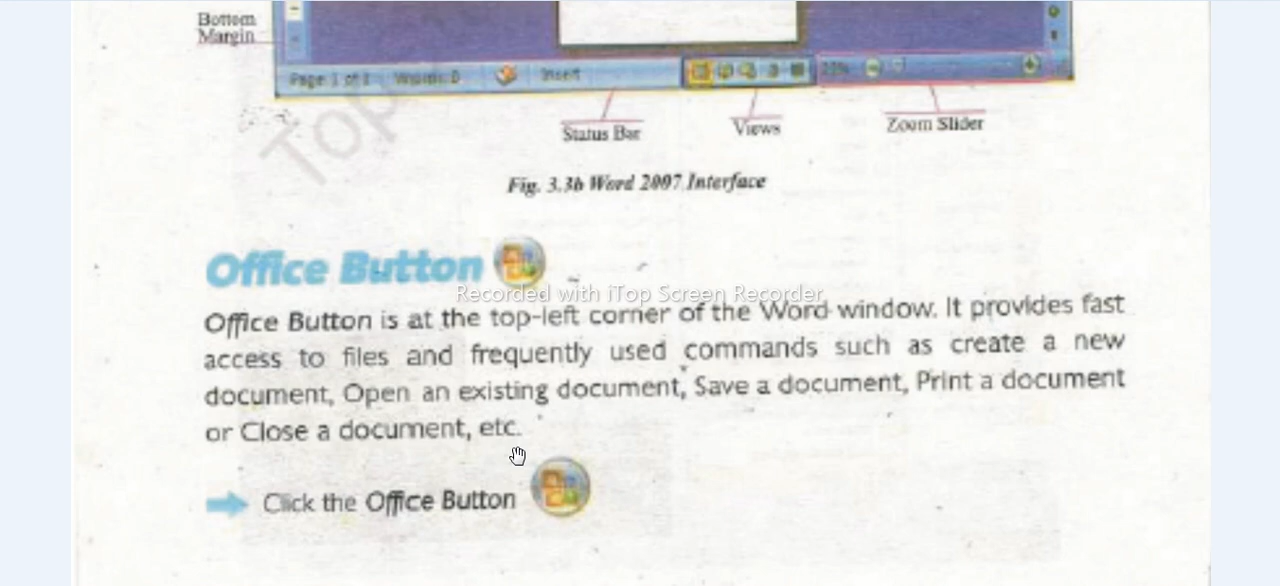 Bottom
Margin
Page: 1 of 1 Words: 0 Insert
Top
Status Bar
Views
Zoom Slider
Fig. 3.3b Word 2007 Interface
Office Button
Recorded with iTop Screen Recorder
Office Button is at the top-left corner of the Word window. It provides fast
access to files and frequently used commands such as create a new
document, Open an existing document, Save a document, Print a document
or Close a document, etc.
Click the Office Button